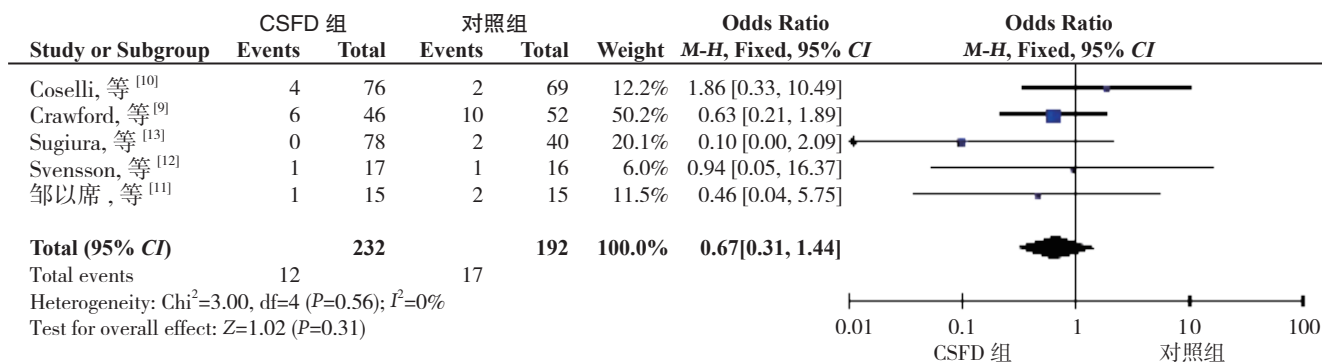 CSFD 组 对照组 Odds Ratio Odds Ratio
Study or Subgroup Events Total Events Total Weight M-H, Fixed, 95% CI M-H, Fixed, 95% CI
Coselli, 等 [10] 4 76 2 69 12.2% 1.86 [0.33, 10.49]
Crawford, 等 [9] 6 46 10 52 50.2% 0.63 [0.21, 1.89]
Sugiura, 等 [13] 0 78 2 40 20.1% 0.10 [0.00, 2.09]
Svensson, 等 [12] 1 17 1 16 6.0% 0.94 [0.05, 16.37]
邹以席 , 等 [11] 1 15 2 15 11.5% 0.46 [0.04, 5.75]
Total (95% CI) 232 192 100.0% 0.67[0.31, 1.44]
Total events 12 17
Heterogeneity: Chi²=3.00, df=4 (P=0.56); I²=0%
Test for overall effect: Z=1.02 (P=0.31)
0.01 0.1 1 10 100
CSFD 组 对照组